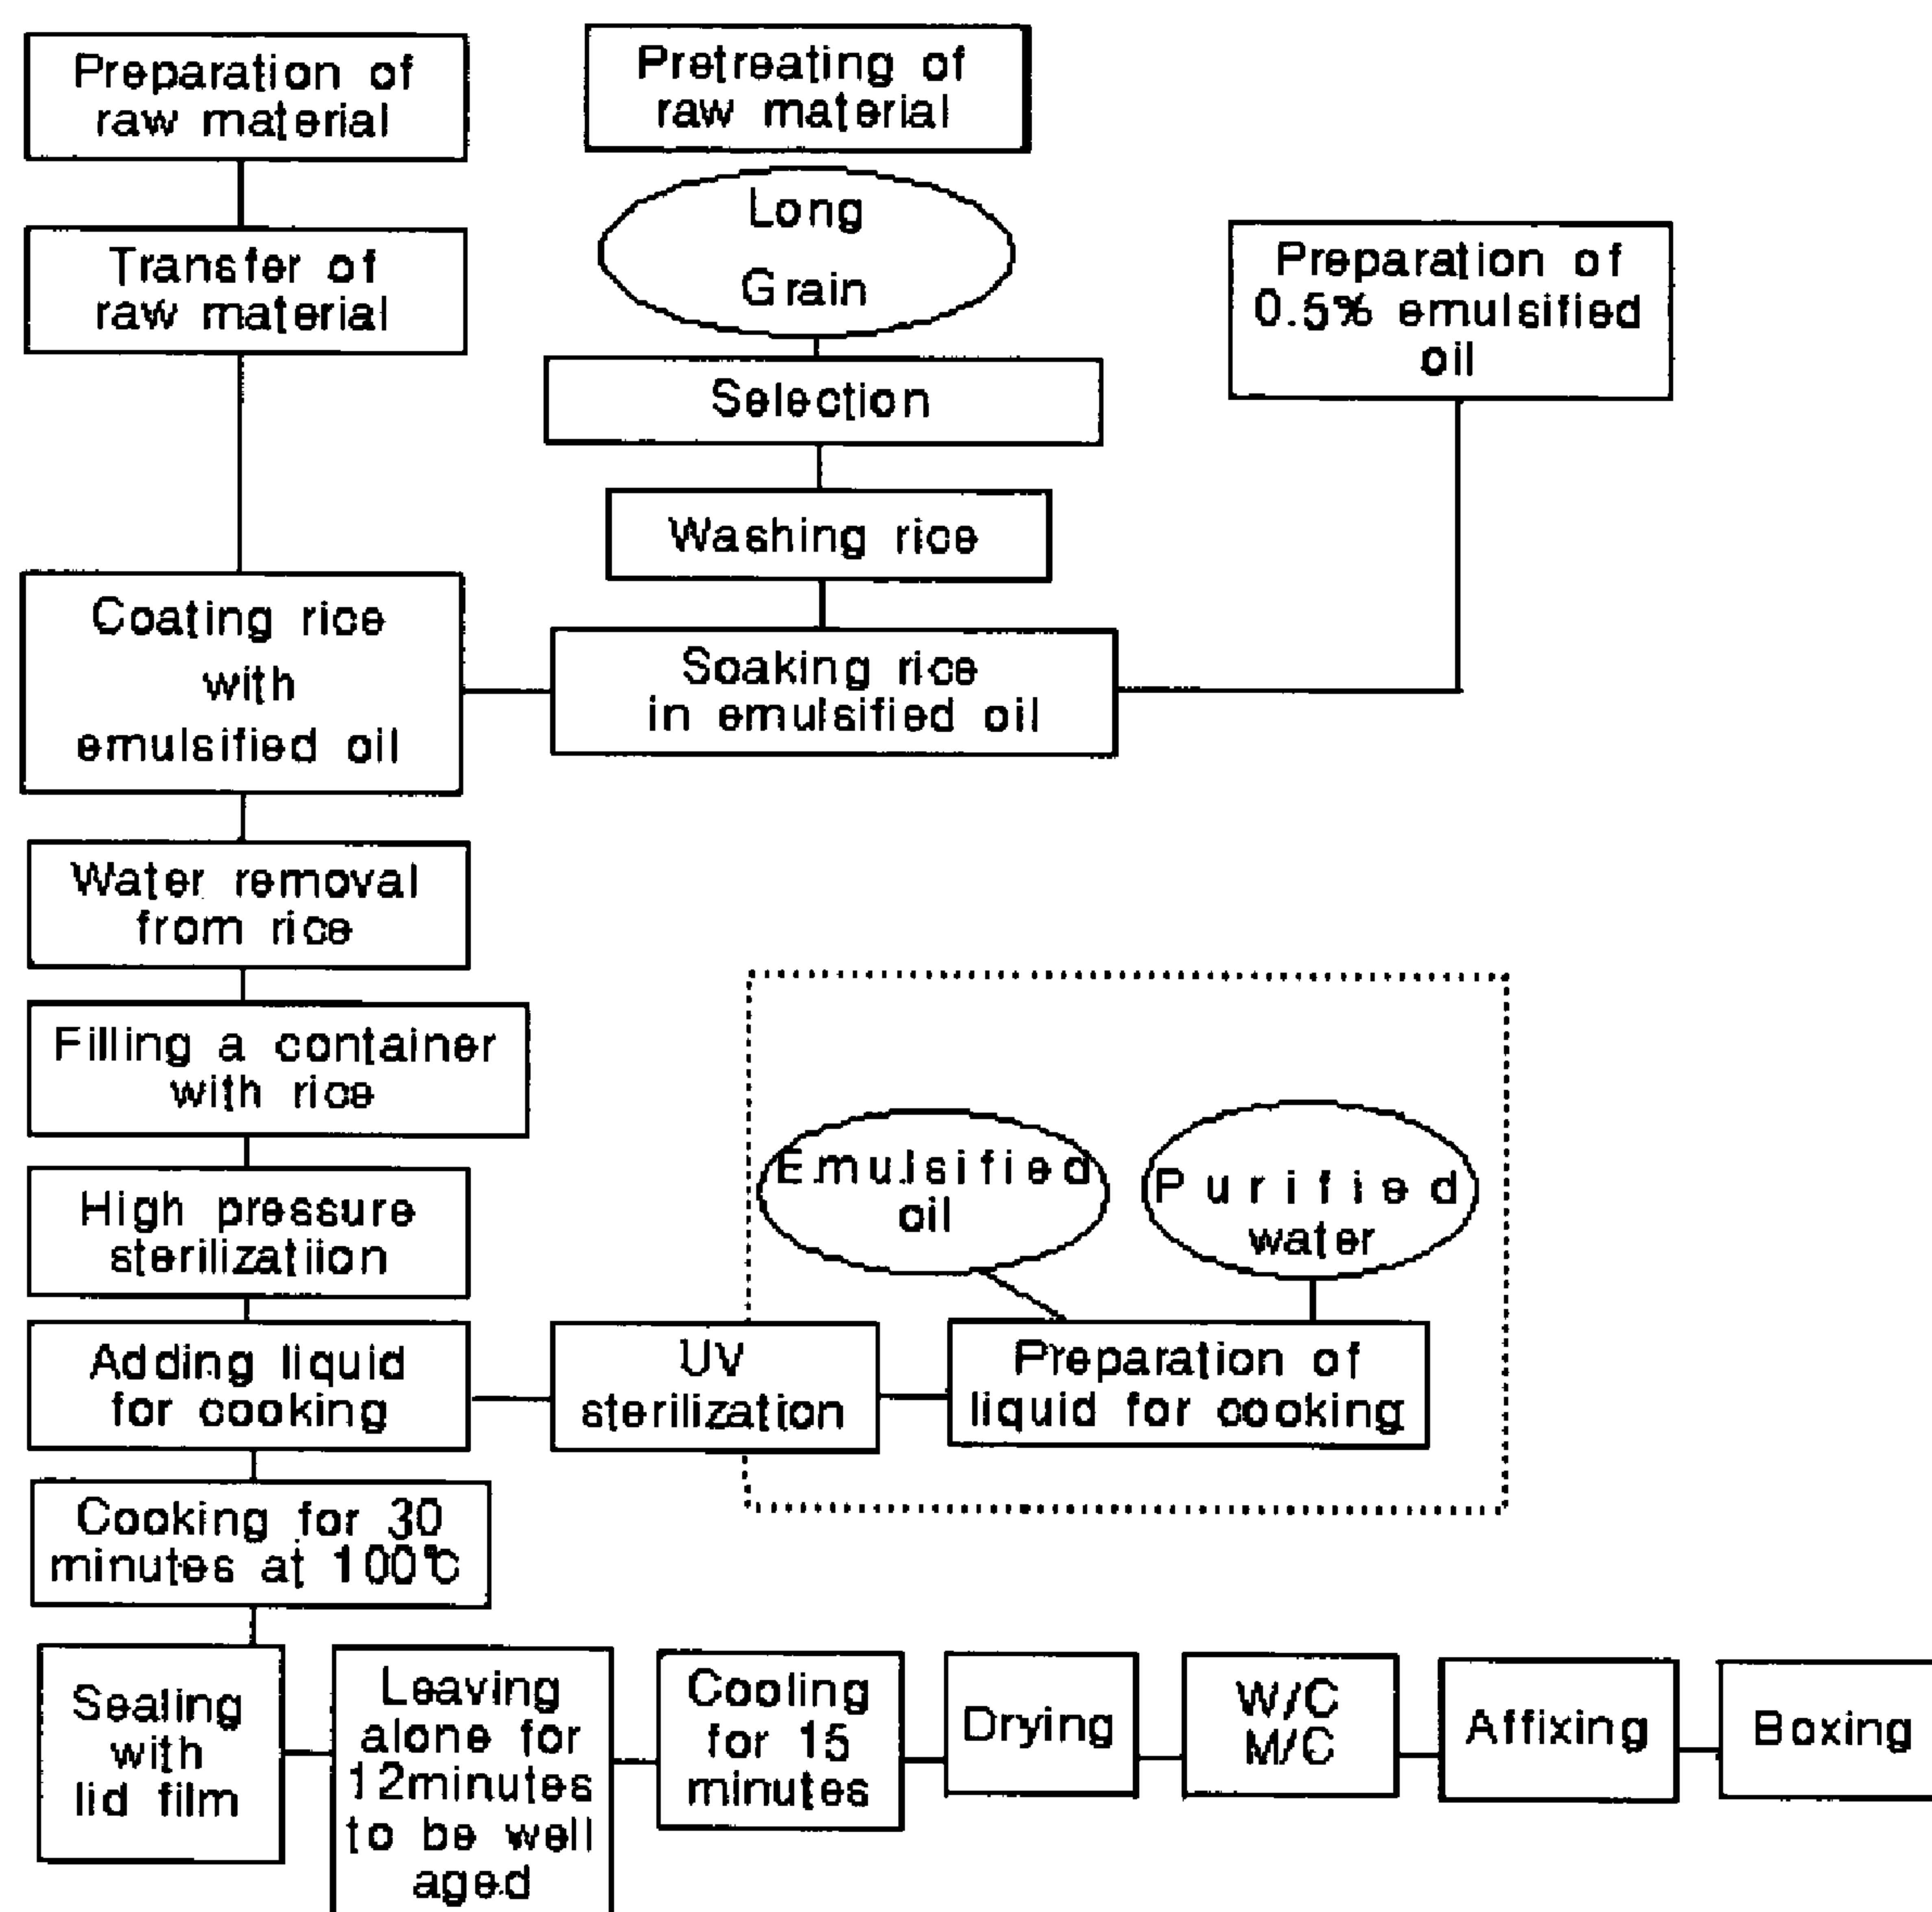 Preparation of
raw material
Pretreating of
raw material
Long
Grain
Transfer of
raw material
Preparation of
0.5% emulsified
oil
Selection
Washing rice
Coating rice
with
emulsified oil
Soaking rice
in emulsified oil
Water removal
from rice
Filling a container
with rice
High pressure
sterilizatiion
Emulsified
oil
Purified
water
Adding liquid
for cooking
UV
sterilization
Preparation of
liquid for cooking
Cooking for 30
minutes at 100℃
Sealing
with
lid film
Leaving
alone for
12minutes
to be well
aged
Cooling
for 15
minutes
Drying
W/C
M/C
Affixing
Boxing